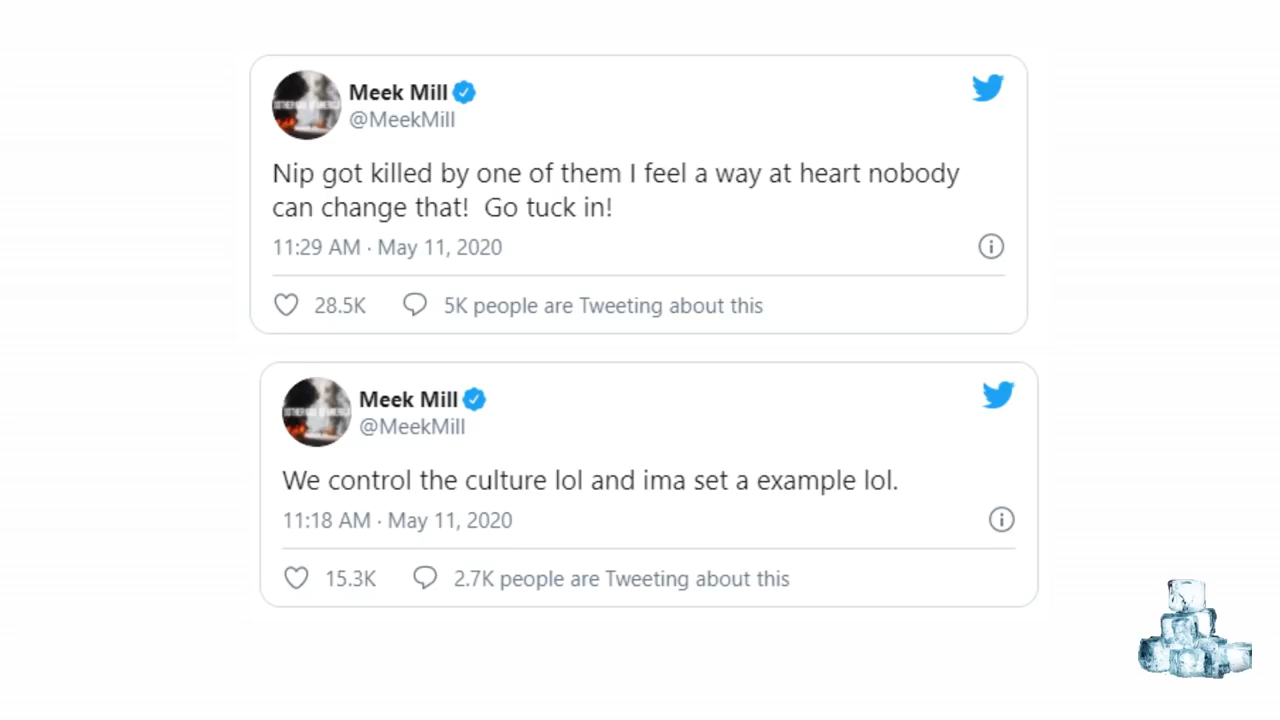 Meek Mill
@MeekMill
Nip got killed by one of them I feel a way at heart nobody
can change that!  Go tuck in!
11:29 AM · May 11, 2020
28.5K 5K people are Tweeting about this
Meek Mill
@MeekMill
We control the culture lol and ima set a example lol.
11:18 AM · May 11, 2020
15.3K 2.7K people are Tweeting about this